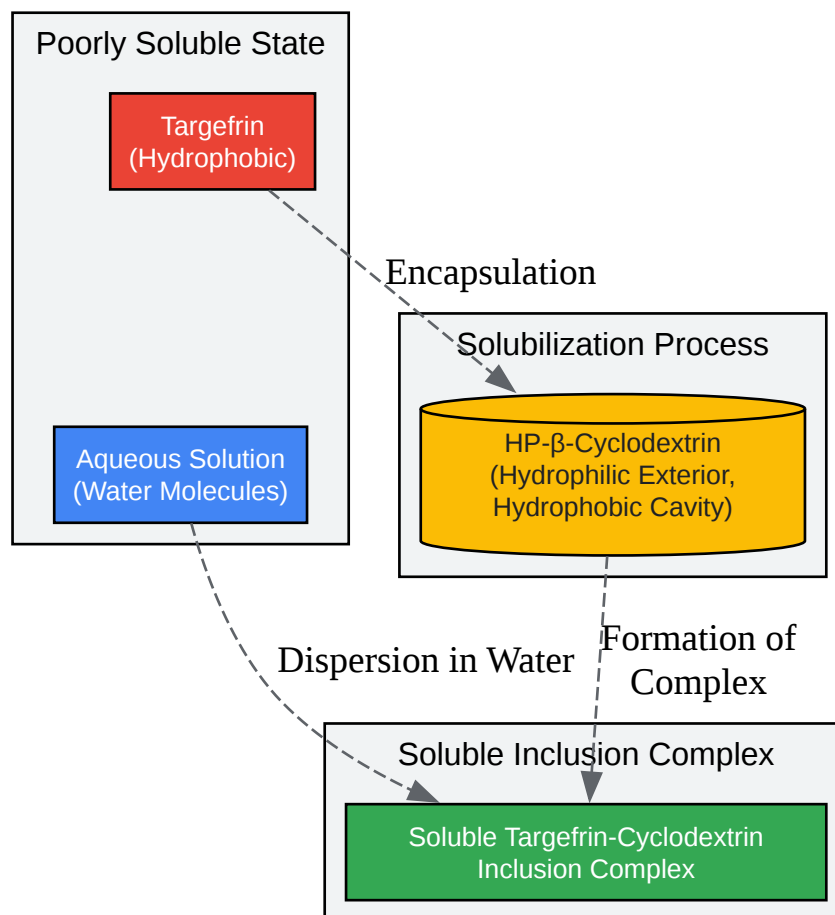 Poorly Soluble State
Targefrin
(Hydrophobic)
Encapsulation
Solubilization Process
HP-β-Cyclodextrin
(Hydrophilic Exterior,
Hydrophobic Cavity)
Aqueous Solution
(Water Molecules)
Dispersion in Water
Formation of
Complex
Soluble Inclusion Complex
Soluble Targefrin-Cyclodextrin
Inclusion Complex